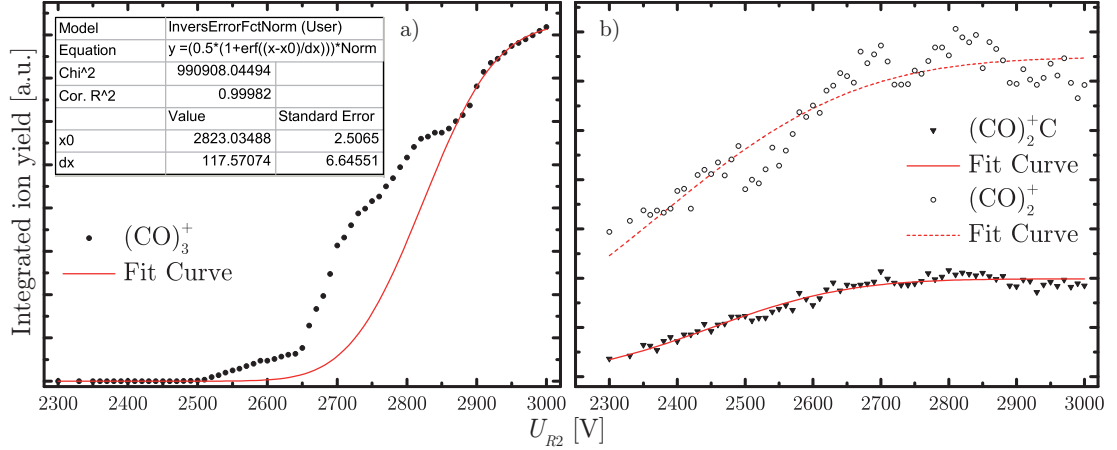 Model InversErrorFctNorm (User)
Equation y =(0.5*(1+erf((x-x0)/dx)))*Norm
Chi^2 990908.04494
Cor. R^2 0.99982
Value Standard Error
x0 2823.03488 2.5065
dx 117.57074 6.64551
a)
(CO)₃⁺
Fit Curve
Integrated ion yield [a.u.]
2300 2400 2500 2600 2700 2800 2900 3000
b)
(CO)₂⁺C
Fit Curve
(CO)₂⁺
Fit Curve
2300 2400 2500 2600 2700 2800 2900 3000
U_R2 [V]